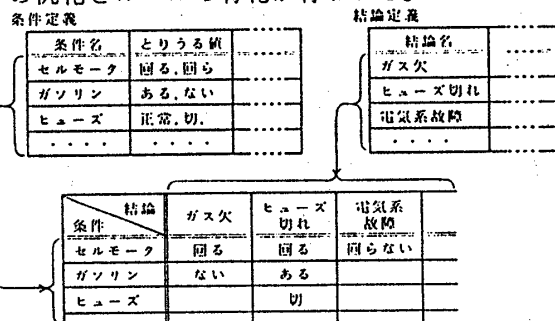 条件定義
結論定義
条件名 とりうる値
セルモータ 回る,回ら
ガソリン ある,ない
ヒューズ 正常,切,
・・・・ ・・・・
結論名
ガス欠
ヒューズ切れ
電気系故障
・・・・
結論
条件
ガス欠 ヒューズ切れ 電気系故障
セルモータ 回る 回る 回らない
ガソリン ない ある
ヒューズ 切